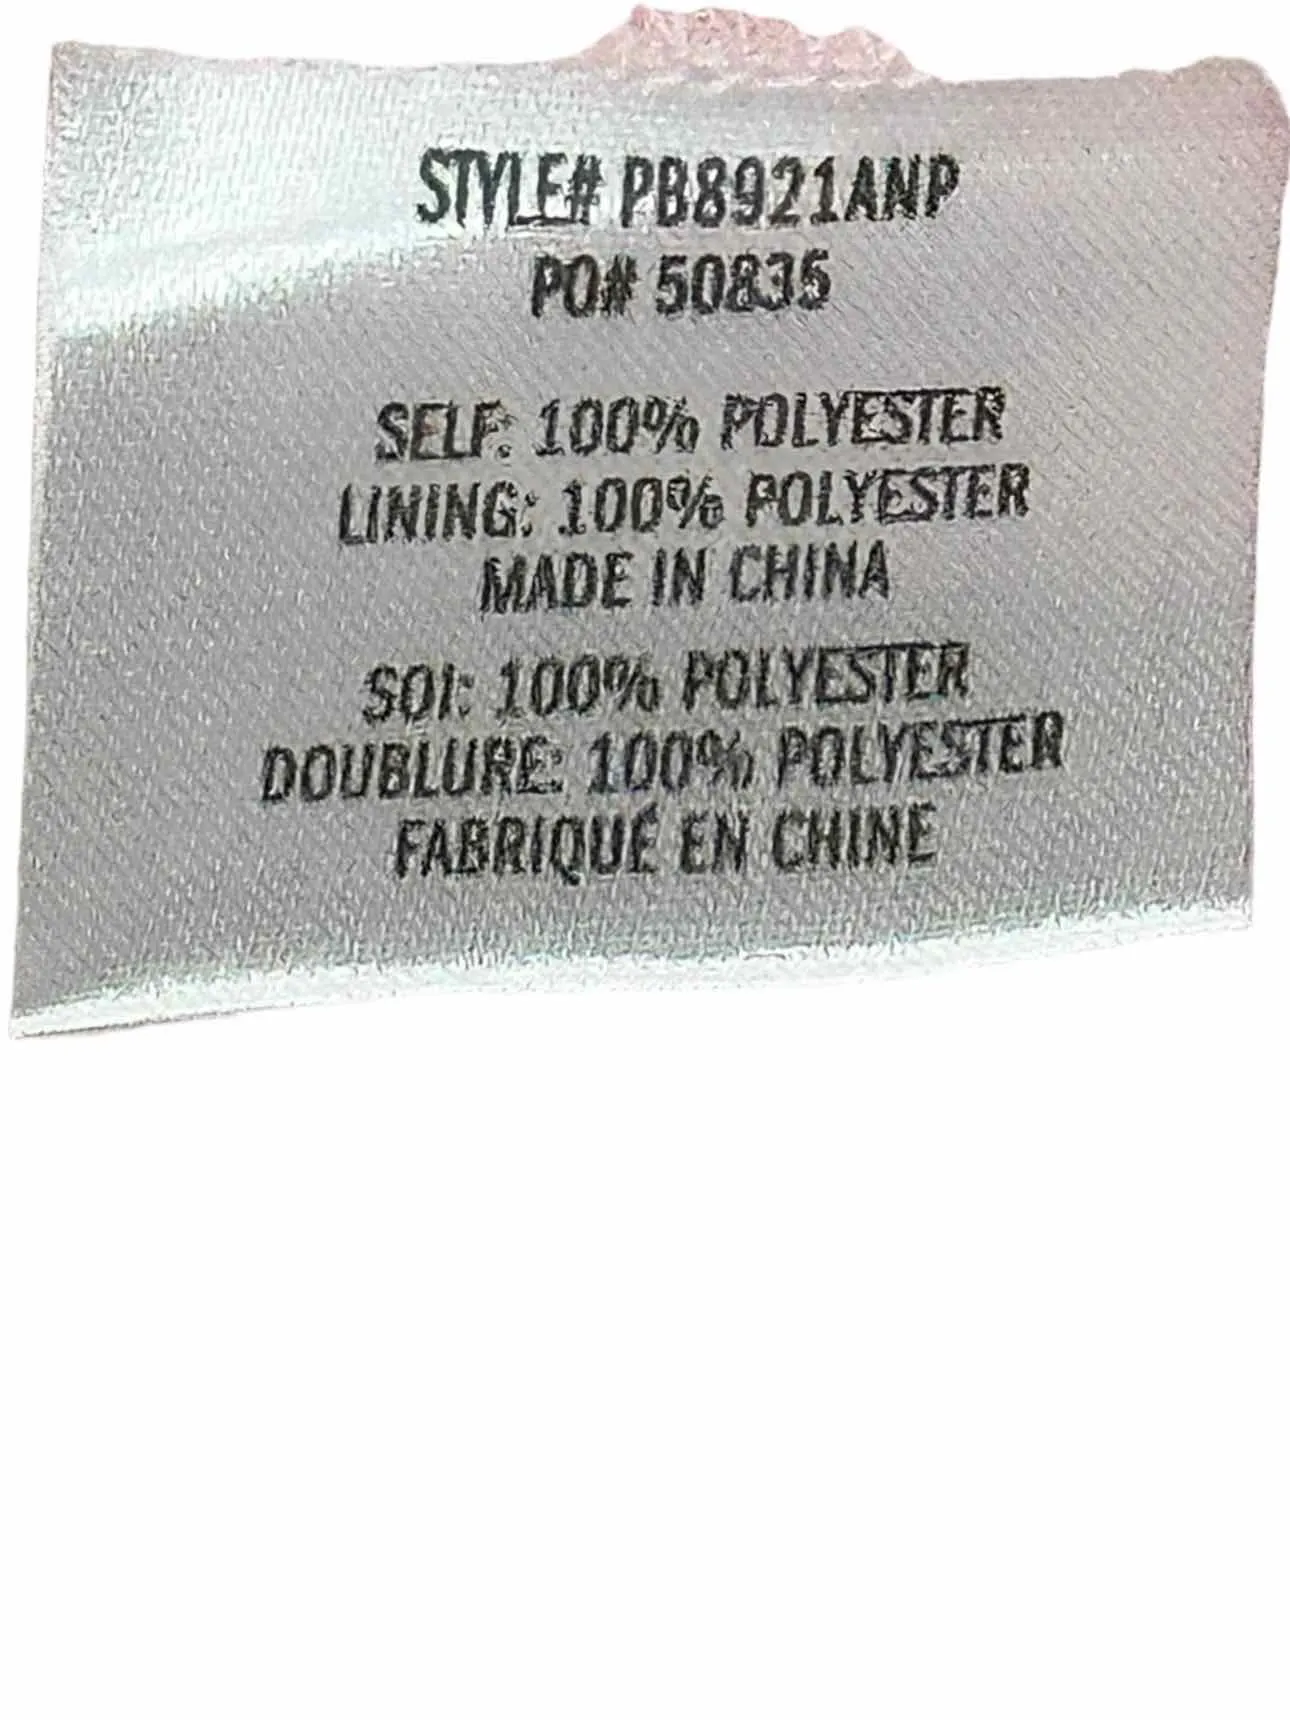 STYLE# PB8921ANP
PO# 50835
SELF: 100% POLYESTER
LINING: 100% POLYESTER
MADE IN CHINA
SOI: 100% POLYESTER
DOUBLURE: 100% POLYESTER
FABRIQUÉ EN CHINE